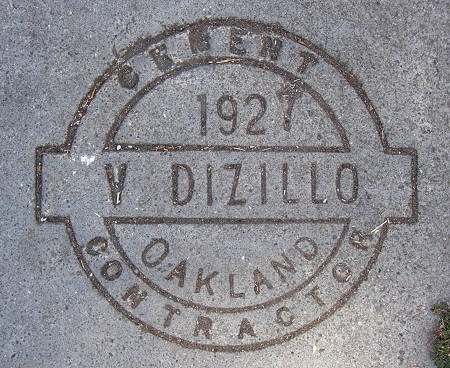 CEMENT
1927
V DIZILLO
OAKLAND
CONTRACTOR